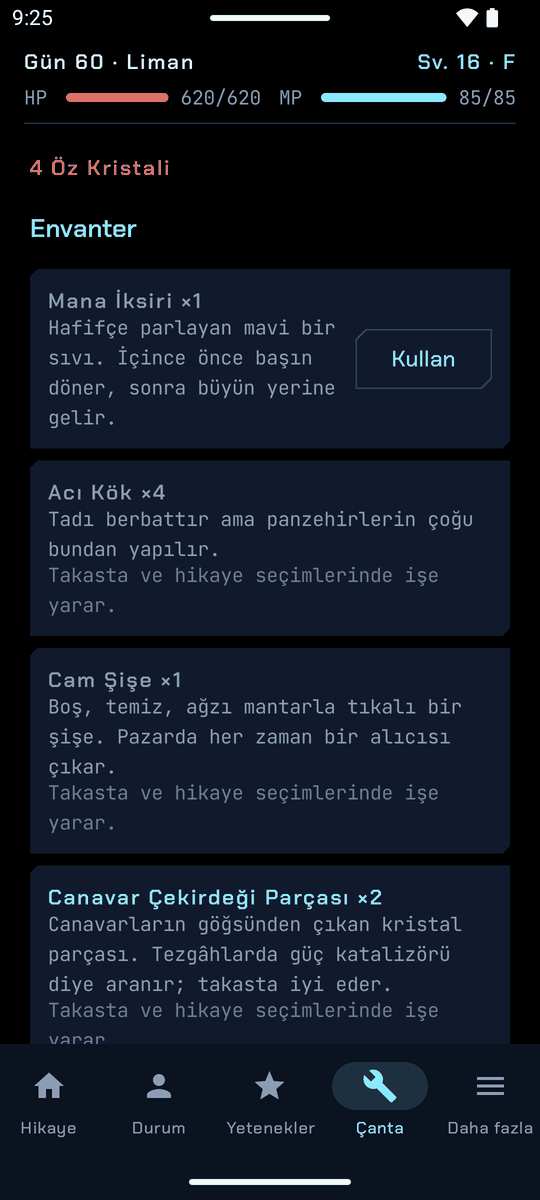 9:25
Gün 60 · Liman
Sv. 16 · F
HP 620/620 MP 85/85
4 Öz Kristali
Envanter
Mana İksiri ×1
Hafifçe parlayan mavi bir
sıvı. İçince önce başın
döner, sonra büyün yerine
gelir.
Kullan
Acı Kök ×4
Tadı berbattır ama panzehirlerin çoğu
bundan yapılır.
Takasta ve hikaye seçimlerinde işe
yarar.
Cam Şişe ×1
Boş, temiz, ağzı mantarla tıkalı bir
şişe. Pazarda her zaman bir alıcısı
çıkar.
Takasta ve hikaye seçimlerinde işe
yarar.
Canavar Çekirdeği Parçası ×2
Canavarların göğsünden çıkan kristal
parçası. Tezgâhlarda güç katalizörü
diye aranır; takasta iyi eder.
Takasta ve hikaye seçimlerinde işe
yarar
Hikaye
Durum
Yetenekler
Çanta
Daha fazla